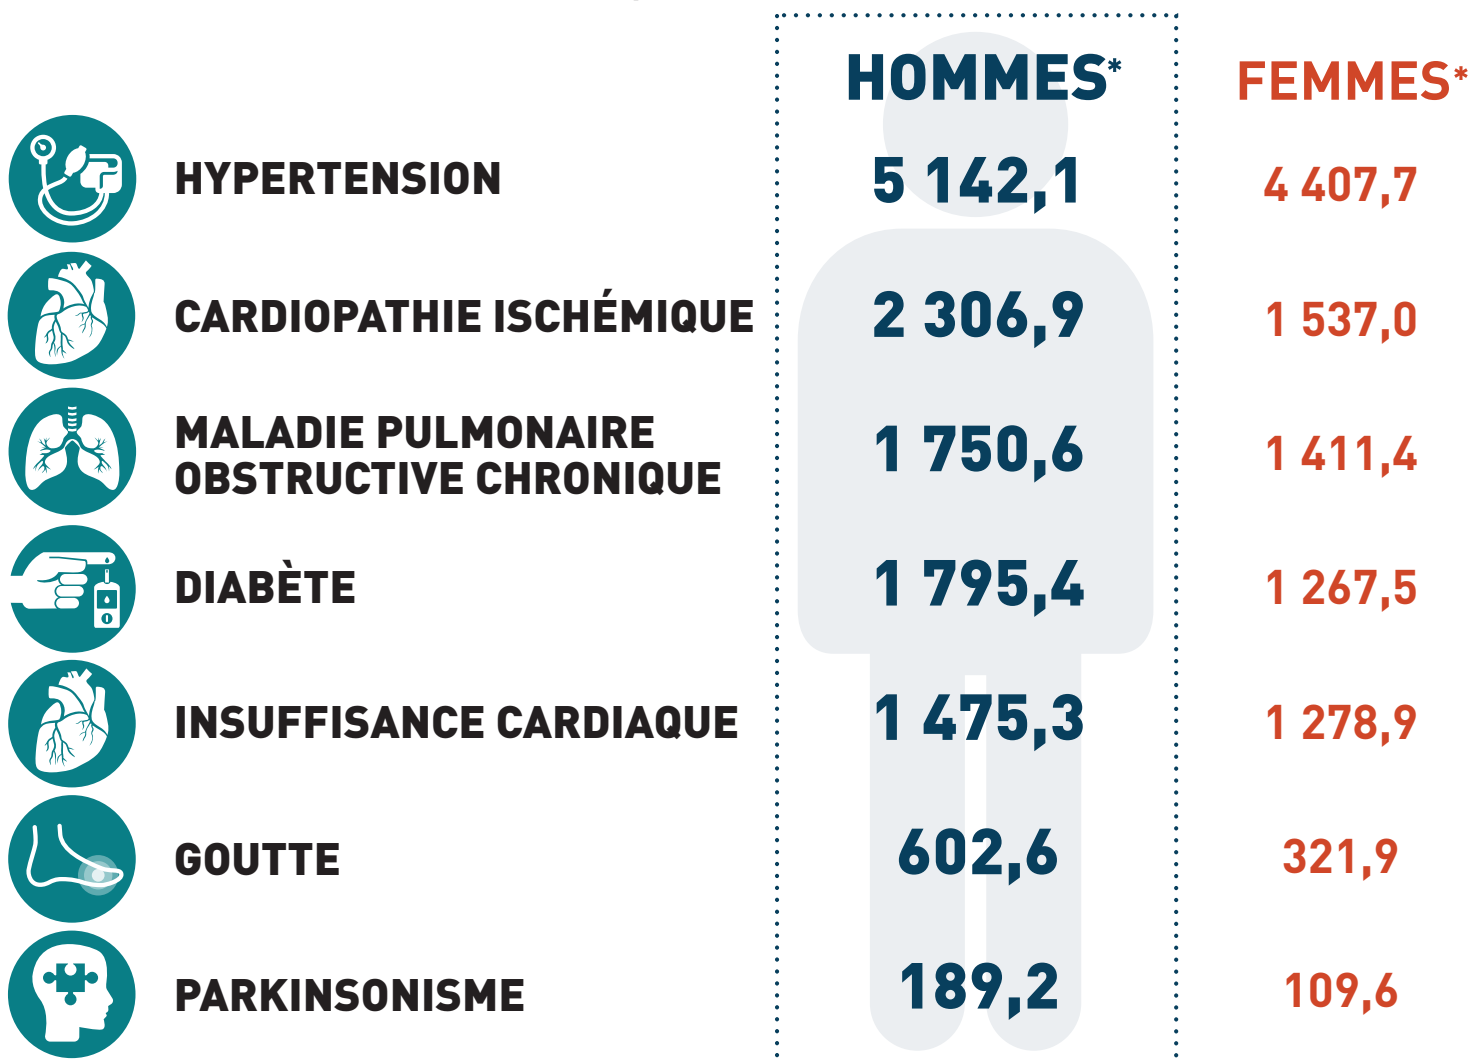 HOMMES* FEMMES*
HYPERTENSION 5 142,1 4 407,7
CARDIOPATHIE ISCHÉMIQUE 2 306,9 1 537,0
MALADIE PULMONAIRE
OBSTRUCTIVE CHRONIQUE 1 750,6 1 411,4
DIABÈTE 1 795,4 1 267,5
INSUFFISANCE CARDIAQUE 1 475,3 1 278,9
GOUTTE 602,6 321,9
PARKINSONISME 189,2 109,6